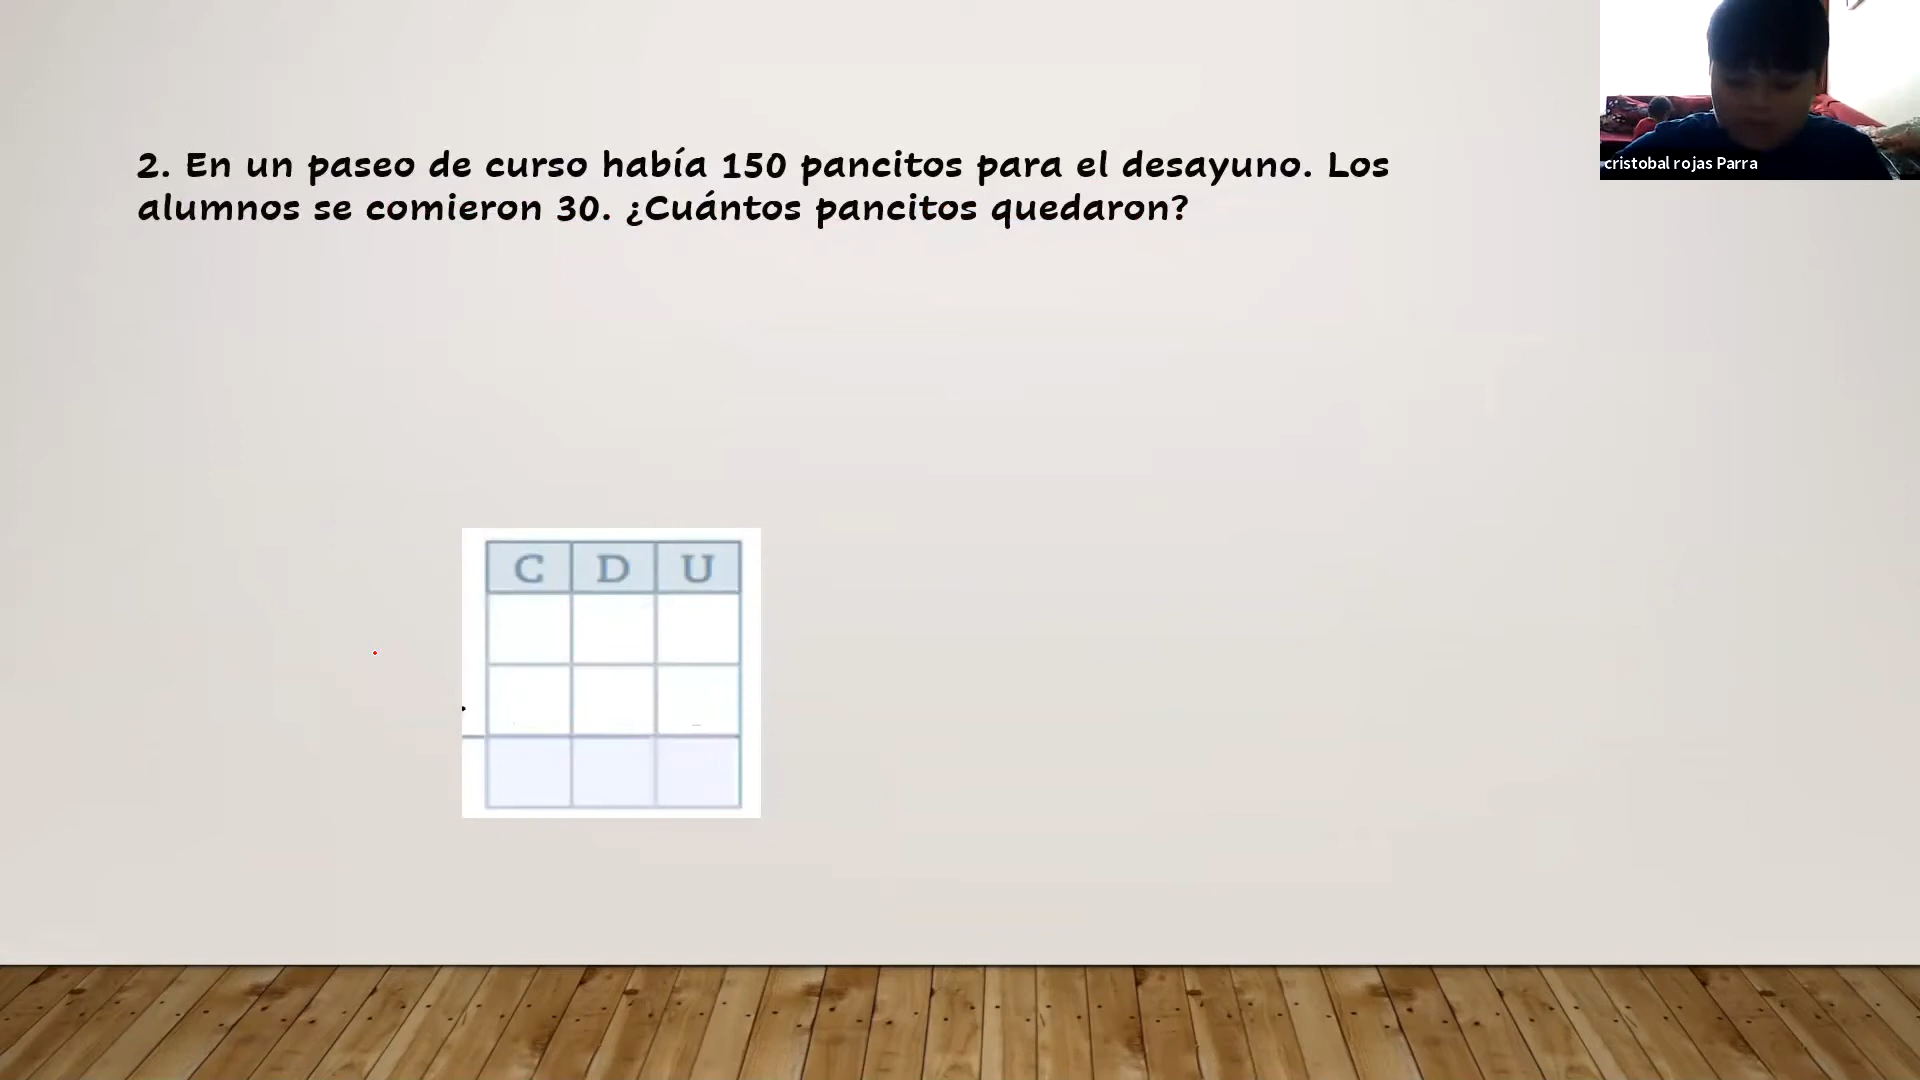 2. En un paseo de curso había 150 pancitos para el desayuno. Los
alumnos se comieron 30. ¿Cuántos pancitos quedaron?
cristobal rojas Parra
C D U